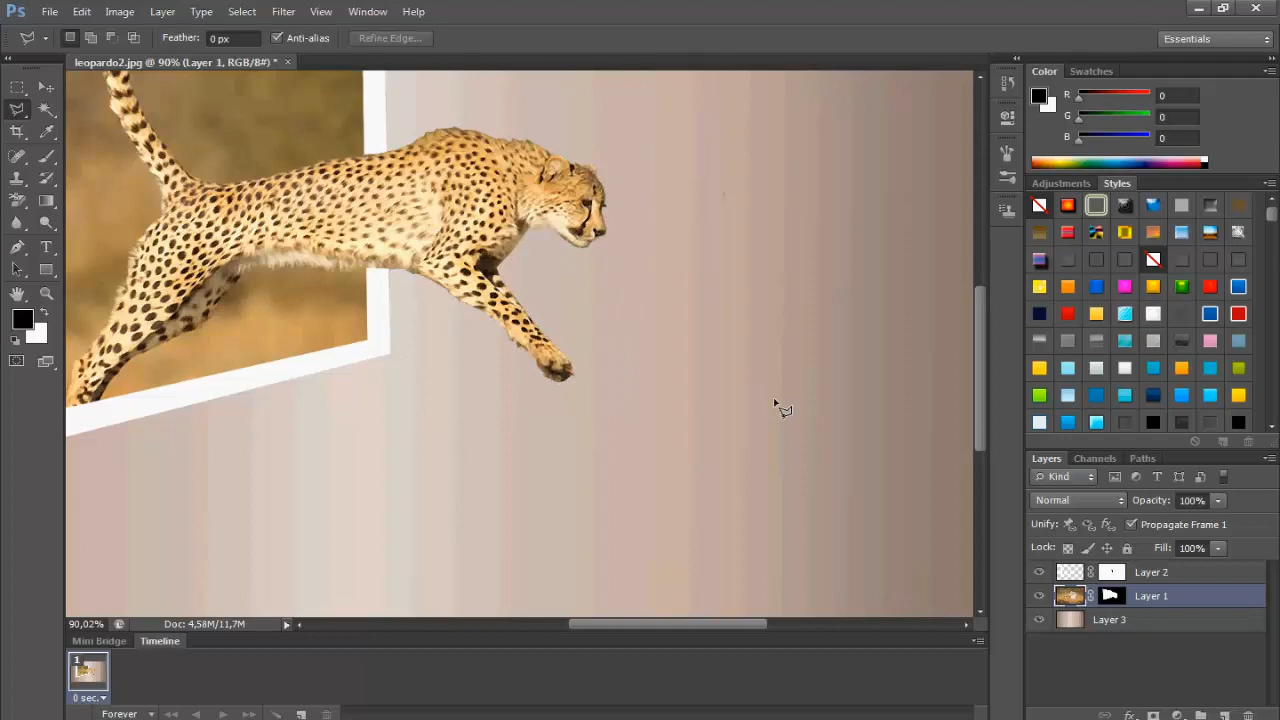 Ps File Edit Image Layer Type Select Filter View Window Help
Feather: 0 px Anti-alias Refine Edge... Essentials
leopardo2.jpg @ 90% (Layer 1, RGB/8#) * ×
Color Swatches
R 0
G 0
B 0
Adjustments Styles
Layers Channels Paths
Kind
Normal Opacity: 100%
Unify: Propagate Frame 1
Lock: Fill: 100%
Layer 2
Layer 1
Layer 3
90,02% Doc: 4,58M/11,7M
Mini Bridge Timeline
1
0 sec.
Forever